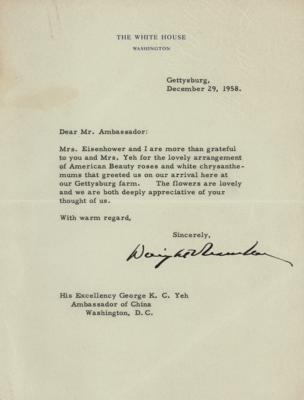 THE WHITE HOUSE
WASHINGTON
Gettysburg,
December 29, 1958.
Dear Mr. Ambassador:
Mrs. Eisenhower and I are more than grateful
to you and Mrs. Yeh for the lovely arrangement
of American Beauty roses and white chrysanthe-
mums that greeted us on our arrival here at
our Gettysburg farm. The flowers are lovely
and we are both deeply appreciative of your
thought of us.
With warm regard,
Sincerely,
Dwight Eisenhower
His Excellency George K. C. Yeh
Ambassador of China
Washington, D. C.